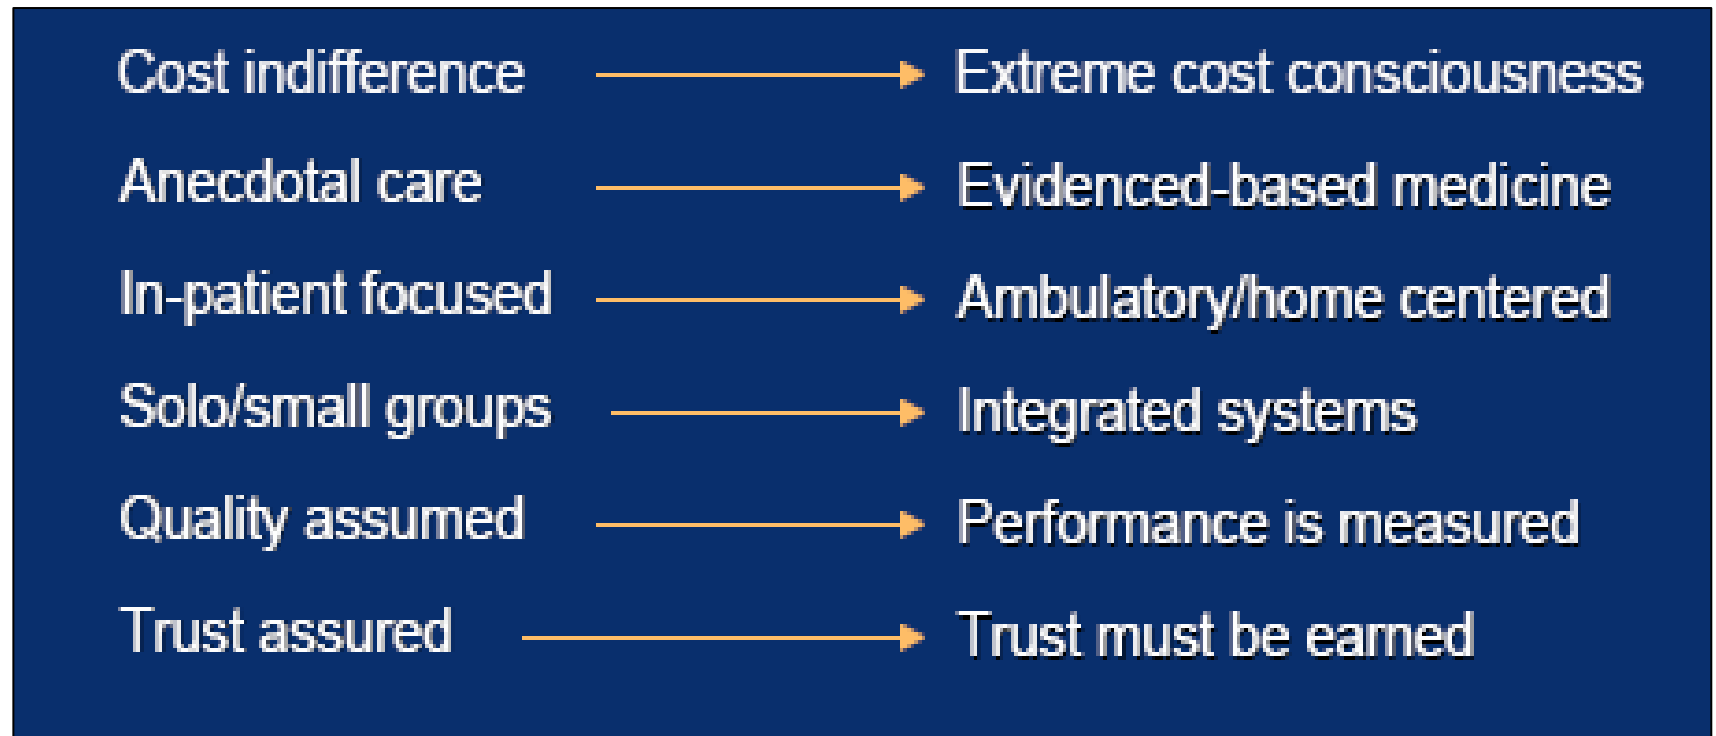 Cost indifference Extreme cost consciousness
Anecdotal care Evidenced-based medicine
In-patient focused Ambulatory/home centered
Solo/small groups Integrated systems
Quality assumed Performance is measured
Trust assured Trust must be earned